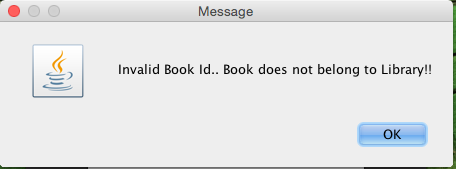 Message
Invalid Book Id.. Book does not belong to Library!!
OK